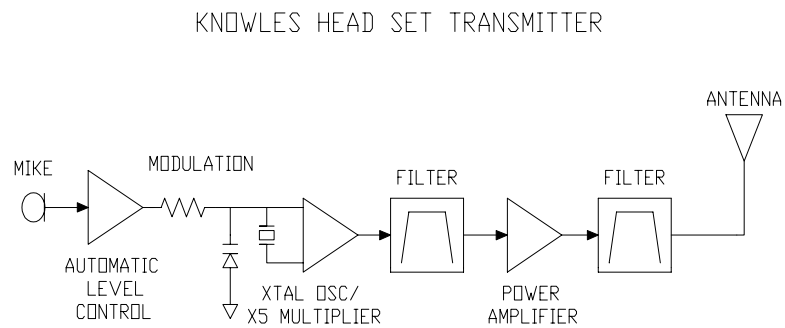 KNOWLES HEAD SET TRANSMITTER
ANTENNA
MIKE
MODULATION
FILTER
FILTER
AUTOMATIC
LEVEL
CONTROL
XTAL OSC/
X5 MULTIPLIER
POWER
AMPLIFIER